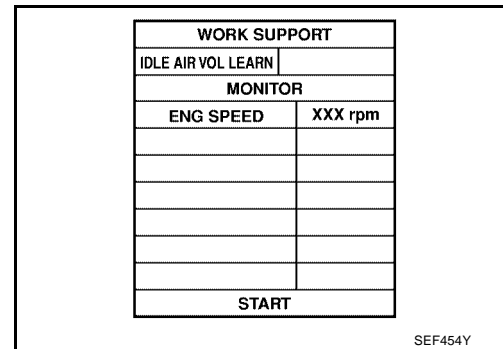 WORK SUPPORT
IDLE AIR VOL LEARN
MONITOR
ENG SPEED XXX rpm
START
SEF454Y